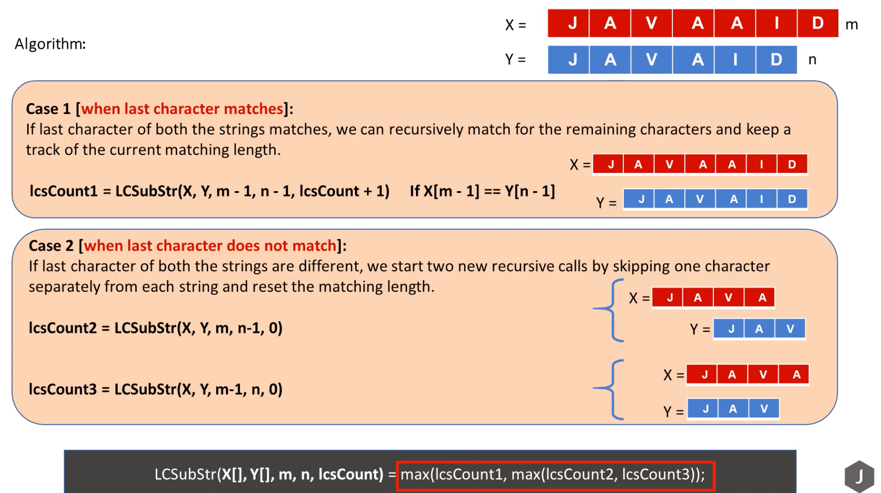 X = J A V A A I D m
Algorithm:
Y = J A V A I D n
Case 1 [when last character matches]:
If last character of both the strings matches, we can recursively match for the remaining characters and keep a
track of the current matching length.
X = J A V A A I D
lcsCount1 = LCSubStr(X, Y, m - 1, n - 1, lcsCount + 1) If X[m - 1] == Y[n - 1]
Y = J A V A I D
Case 2 [when last character does not match]:
If last character of both the strings are different, we start two new recursive calls by skipping one character
separately from each string and reset the matching length.
X = J A V A
lcsCount2 = LCSubStr(X, Y, m, n-1, 0)
Y = J A V
X = J A V A
lcsCount3 = LCSubStr(X, Y, m-1, n, 0)
Y = J A V
LCSubStr(X[], Y[], m, n, lcsCount) = max(lcsCount1, max(lcsCount2, lcsCount3));
J